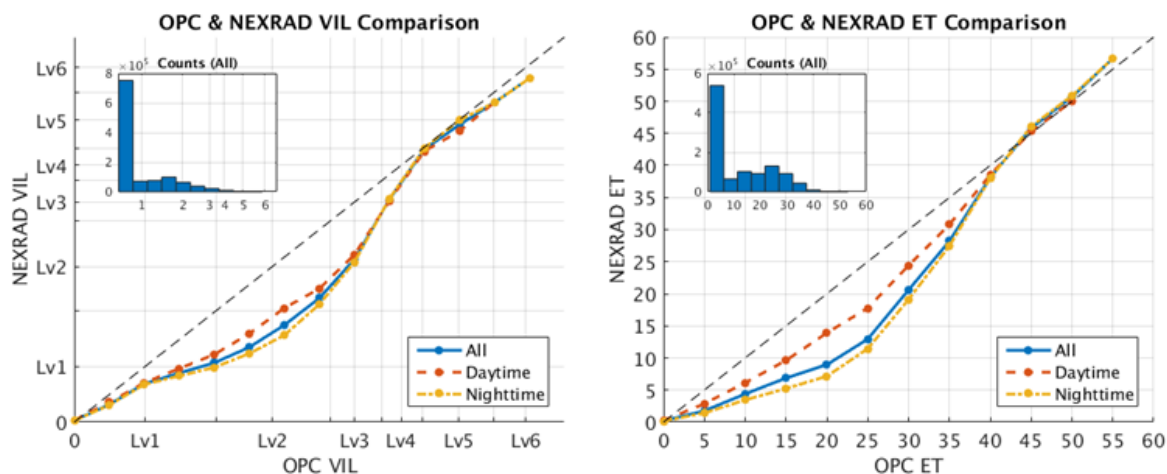 OPC & NEXRAD VIL Comparison
×10⁵ Counts (All)
8
6
4
2
0
1 2 3 4 5 6
Lv6
Lv5
Lv4
Lv3
Lv2
Lv1
0
NEXRAD VIL
All
Daytime
Nighttime
0 Lv1 Lv2 Lv3 Lv4 Lv5 Lv6
OPC VIL
OPC & NEXRAD ET Comparison
×10⁵ Counts (All)
6
4
2
0
0 10 20 30 40 50 60
60
55
50
45
40
35
30
25
20
15
10
5
0
NEXRAD ET
All
Daytime
Nighttime
0 5 10 15 20 25 30 35 40 45 50 55 60
OPC ET